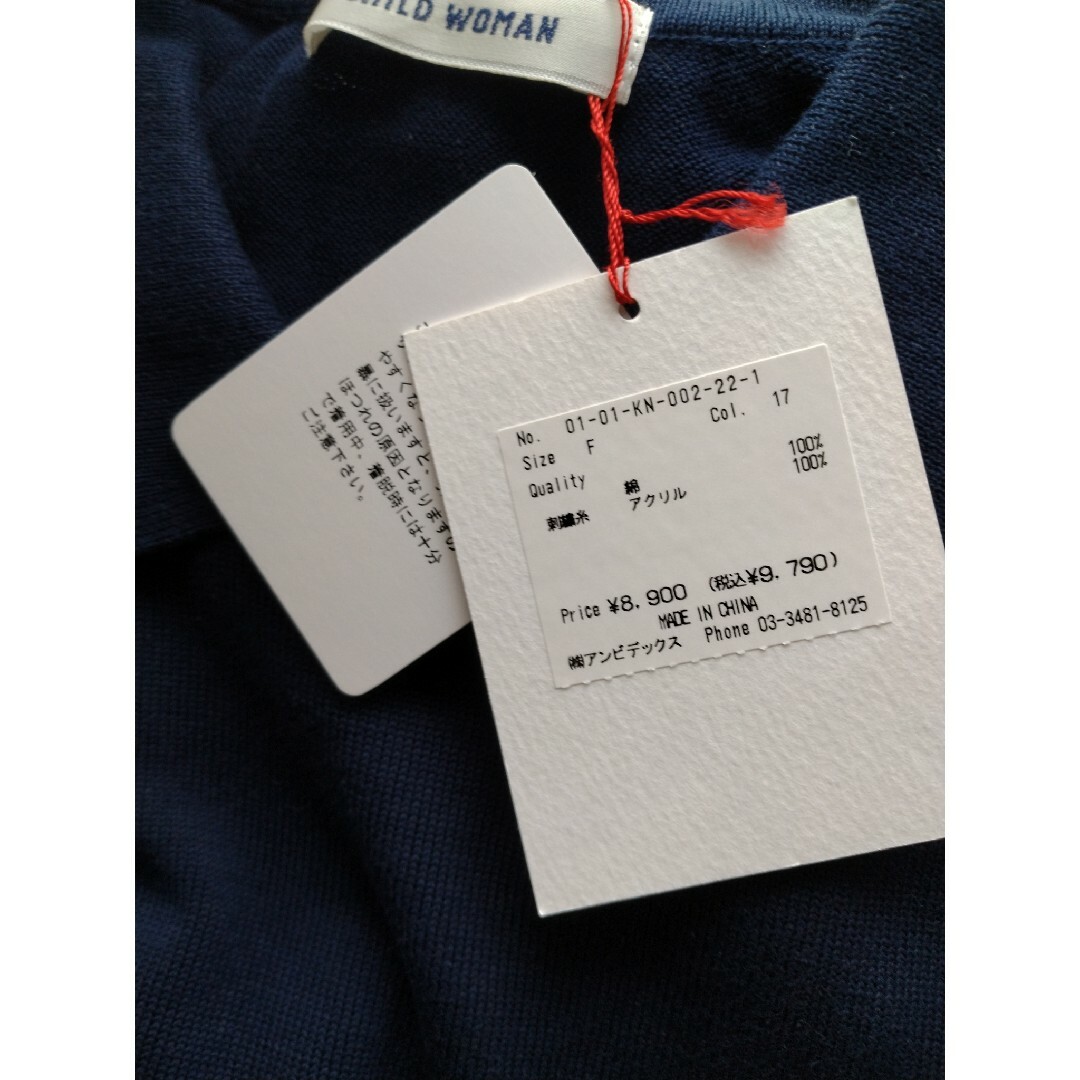 WOMAN
やすくな
暴に扱いますと、
ほつれの原因となりますの
で着用中、着脱時には十分
ご注意下さい。
No. 01-01-KN-002-22-1
Size F Col. 17
Quality 綿 100%
刺繍糸 アクリル 100%
Price ¥8,900 (税込¥9,790)
MADE IN CHINA
㈱アンビデックス Phone 03-3481-8125